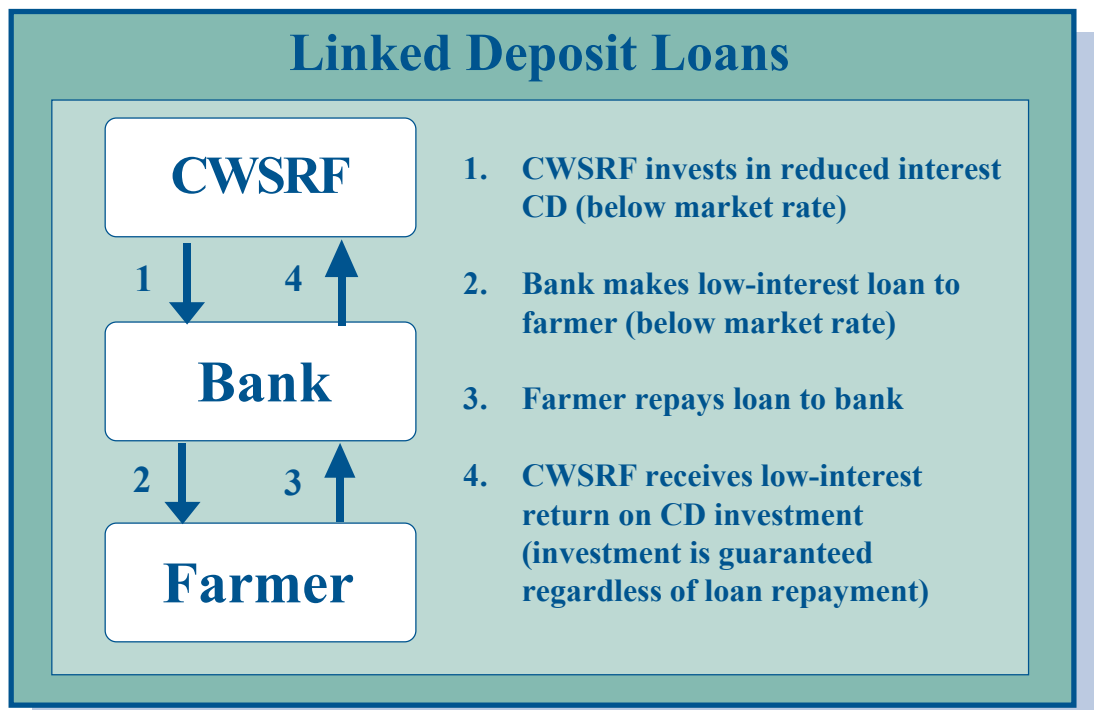 Linked Deposit Loans
CWSRF
1
4
Bank
2
3
Farmer
1. CWSRF invests in reduced interest
CD (below market rate)
2. Bank makes low-interest loan to
farmer (below market rate)
3. Farmer repays loan to bank
4. CWSRF receives low-interest
return on CD investment
(investment is guaranteed
regardless of loan repayment)